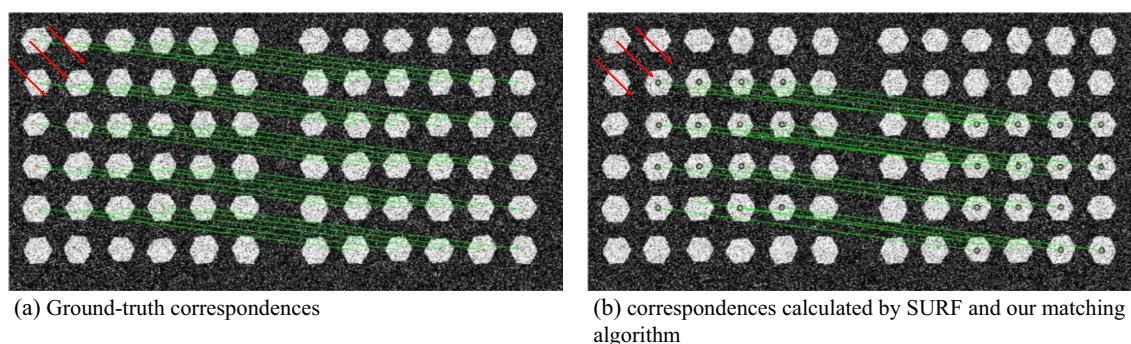 (a) Ground-truth correspondences
(b) correspondences calculated by SURF and our matching
algorithm